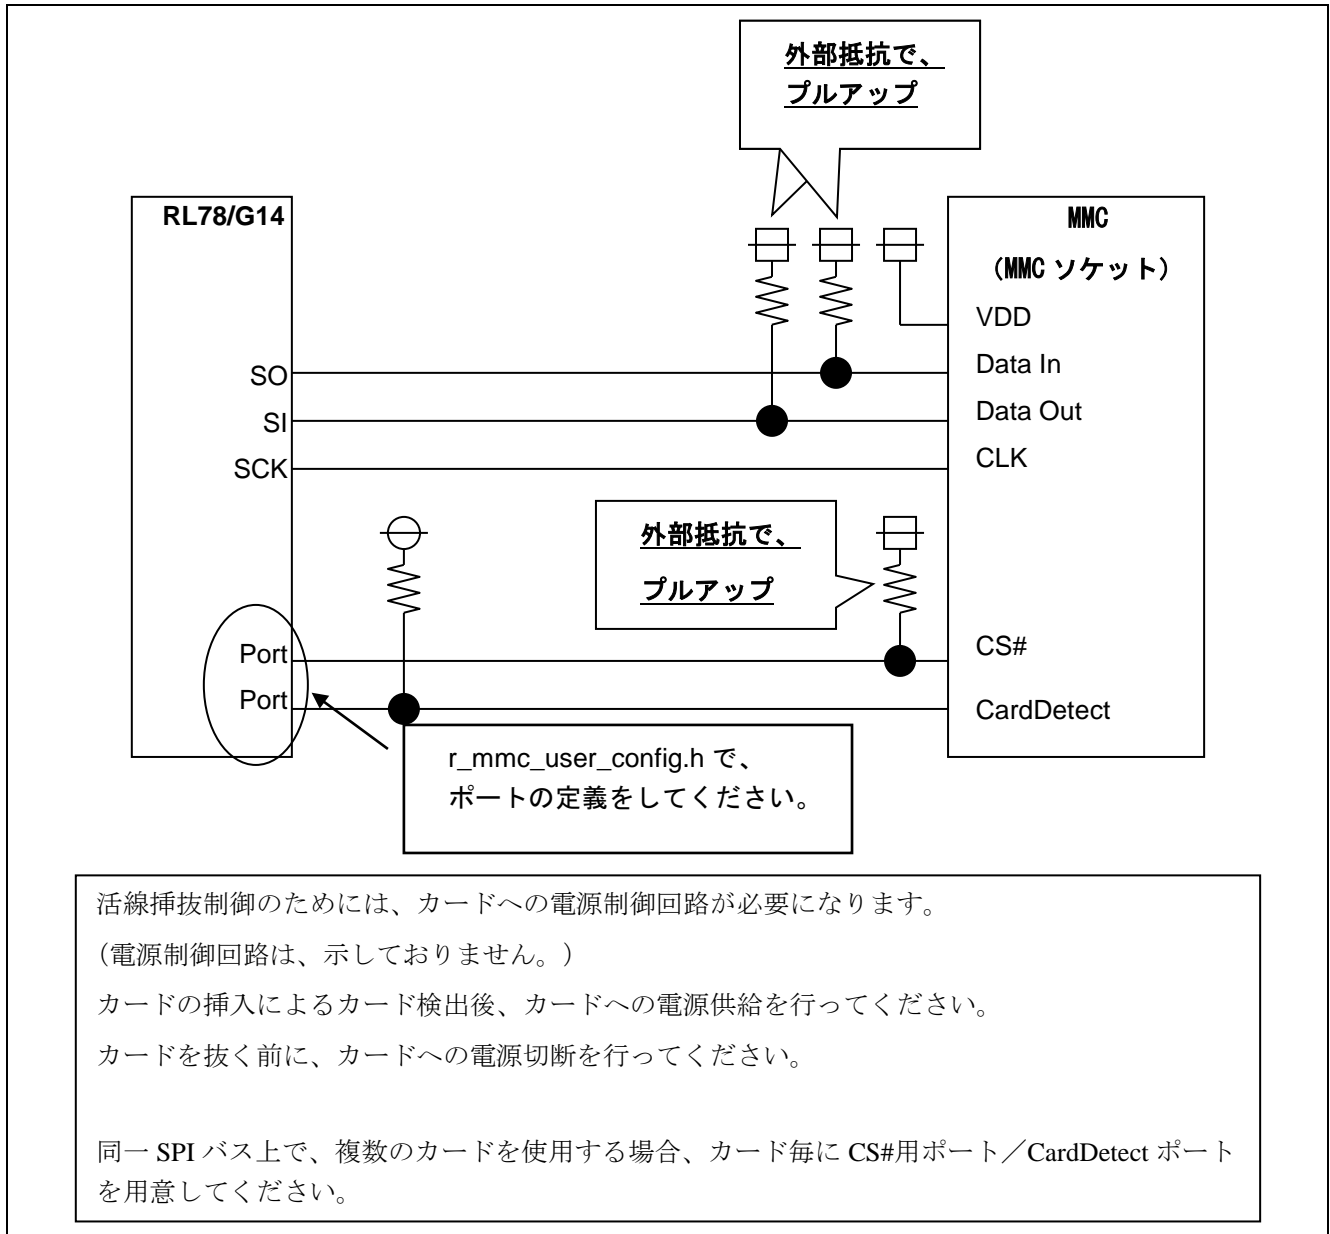 外部抵抗で、
プルアップ
RL78/G14
MMC
（MMC ソケット）
VDD
SO
Data In
SI
Data Out
SCK
CLK
外部抵抗で、
プルアップ
Port
CS#
Port
CardDetect
r_mmc_user_config.h で、
ポートの定義をしてください。
活線挿抜制御のためには、カードへの電源制御回路が必要になります。
（電源制御回路は、示しておりません。）
カードの挿入によるカード検出後、カードへの電源供給を行ってください。
カードを抜く前に、カードへの電源切断を行ってください。
同一 SPI バス上で、複数のカードを使用する場合、カード毎に CS#用ポート／CardDetect ポート
を用意してください。